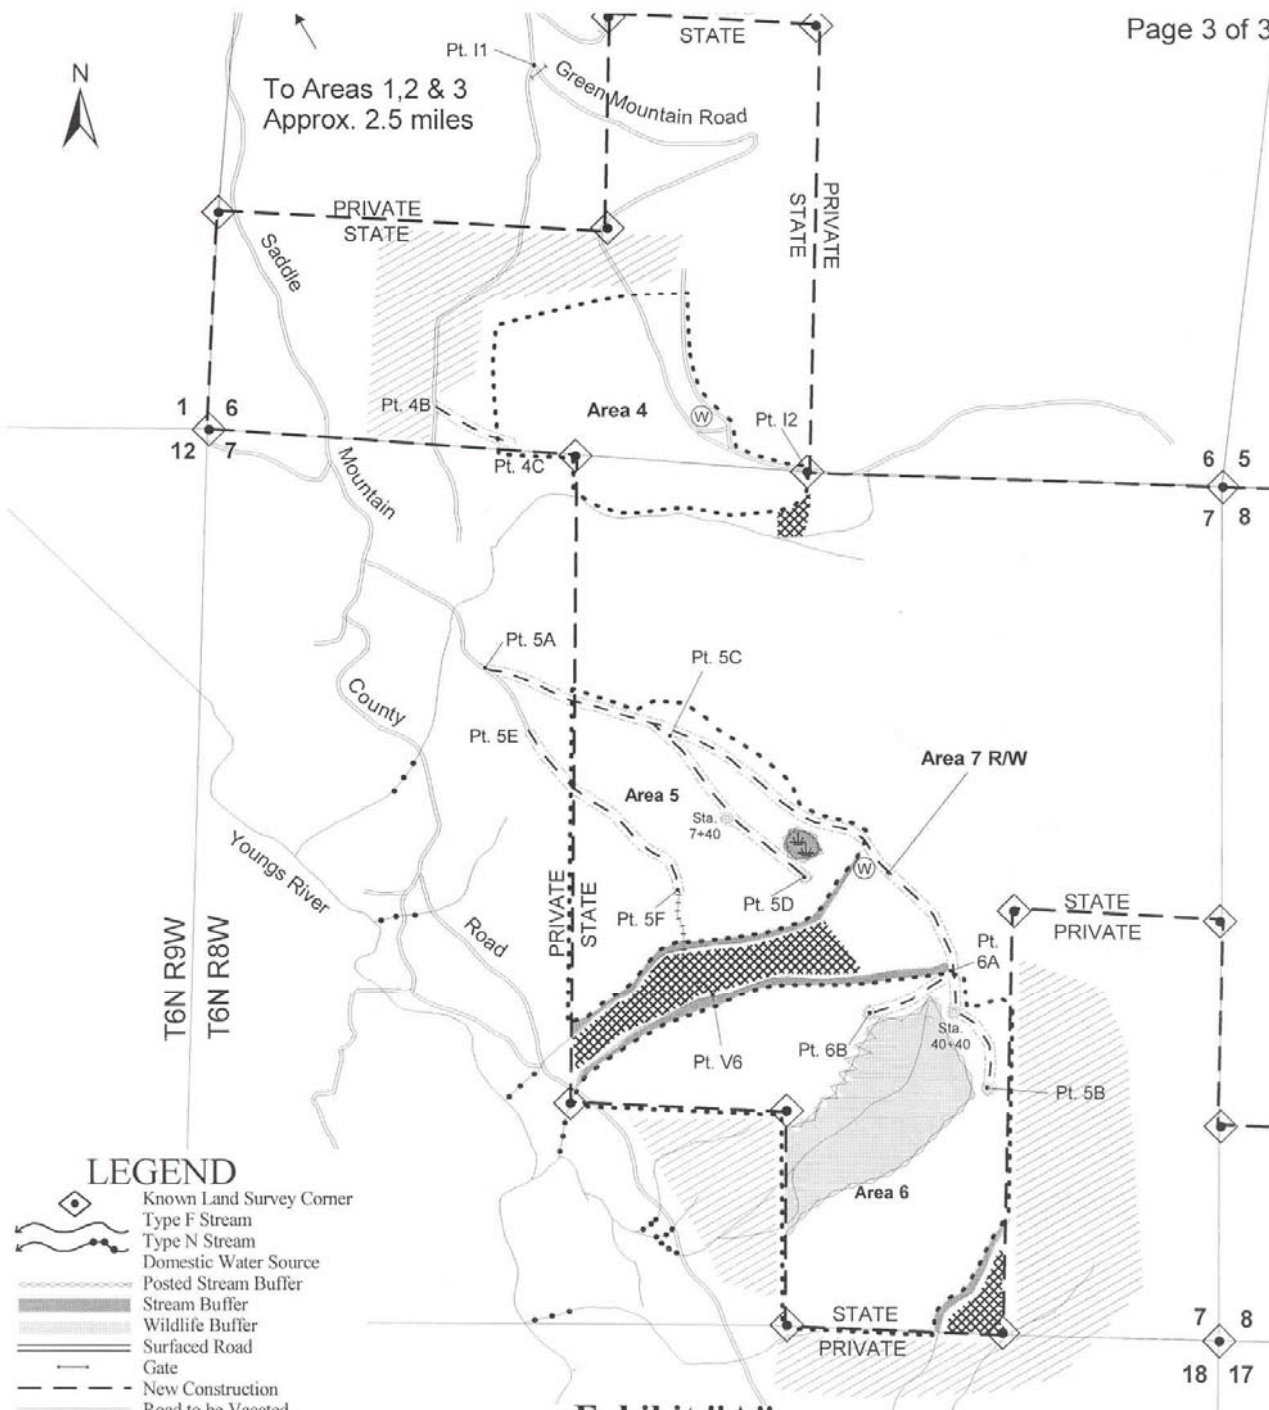 Page 3 of 3
STATE
Pt. I1
N
To Areas 1,2 & 3
Approx. 2.5 miles
Green Mountain Road
PRIVATE
STATE
STATE
PRIVATE
Saddle
Pt. 4B
Area 4
W
Pt. I2
1 6
12 7
Pt. 4C
6 5
7 8
Mountain
Pt. 5A
Pt. 5C
County
Pt. 5E
Area 7 R/W
Area 5
Sta.
7+40
Youngs River
W
Pt. 5D
Pt. 5F
PRIVATE
STATE
Road
STATE
PRIVATE
Pt.
6A
T6N R9W
T6N R8W
Sta.
40+40
Pt. 6B
Pt. V6
Pt. 5B
Area 6
STATE
PRIVATE
7 8
18 17
LEGEND
Known Land Survey Corner
Type F Stream
Type N Stream
Domestic Water Source
Posted Stream Buffer
Stream Buffer
Wildlife Buffer
Surfaced Road
Gate
New Construction
Road to be Vacated